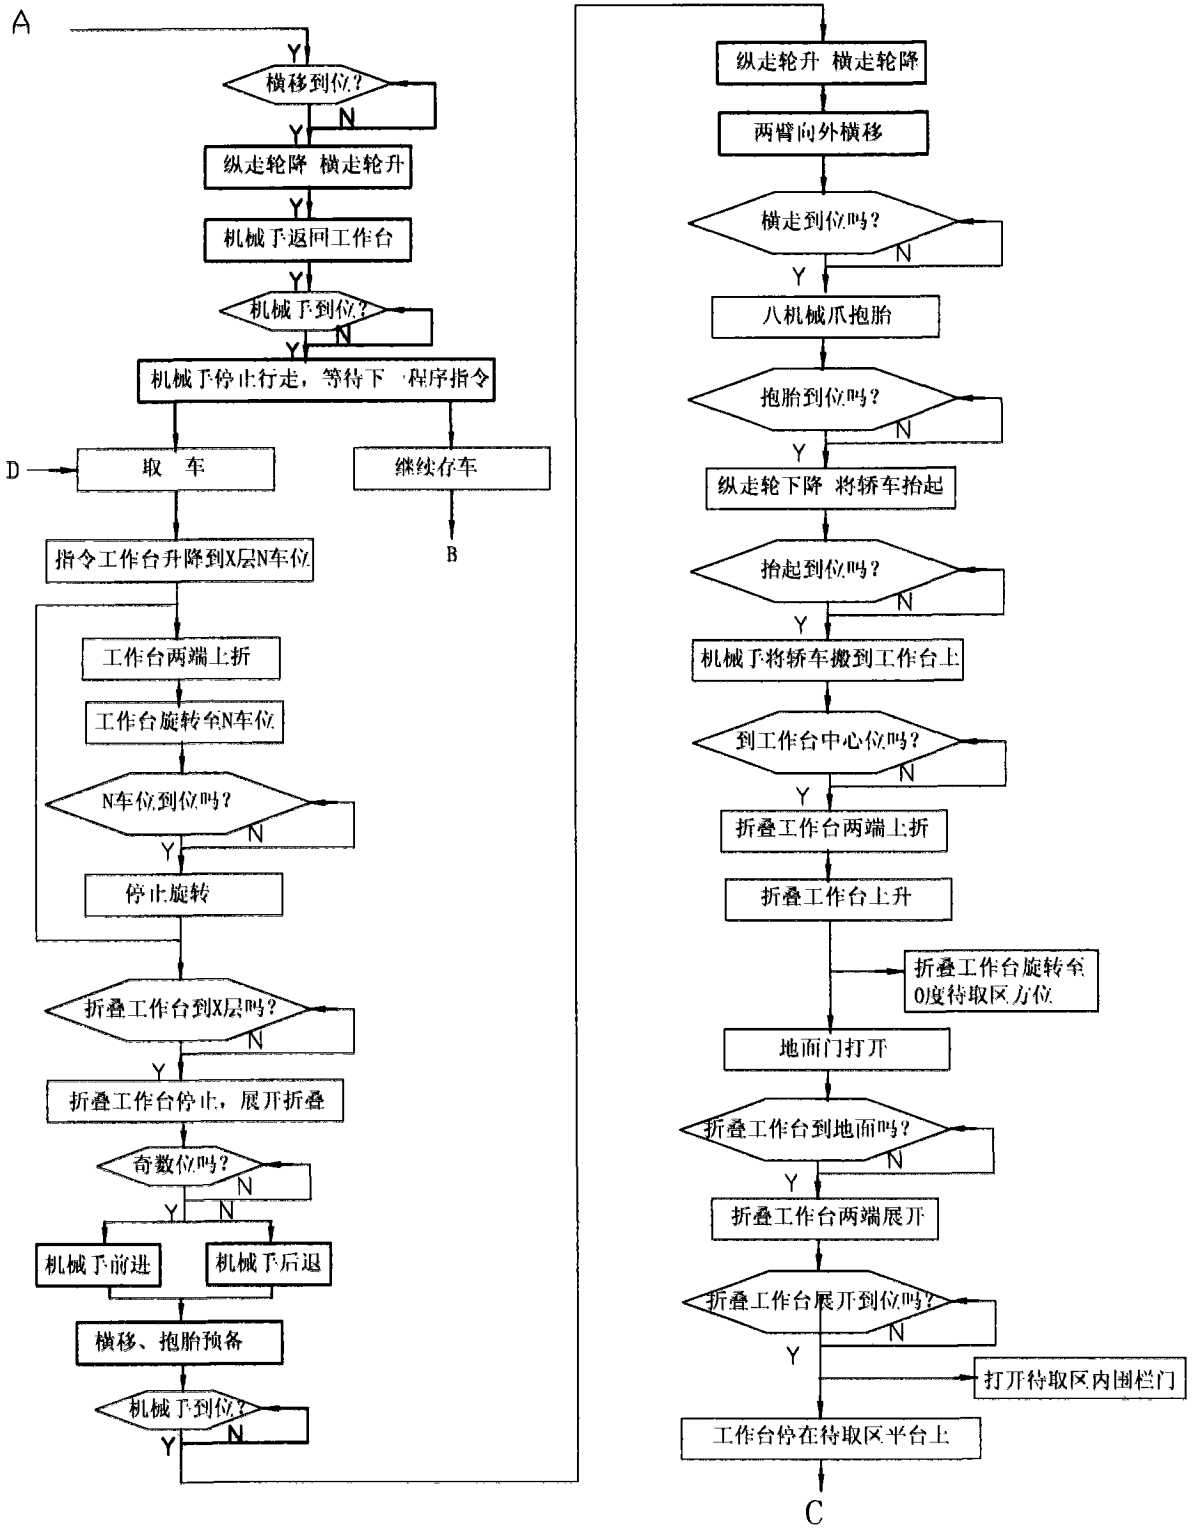 A
Y
横移到位?
N
Y
纵走轮降 横走轮升
Y
机械手返回工作台
Y
机械手到位?
N
Y
机械手停止行走，等待下一程序指令
D
取 车
继续存车
B
指令工作台升降到X层N车位
工作台两端上折
工作台旋转至N车位
N车位到位吗?
N
Y
停止旋转
折叠工作台到X层吗?
N
Y
折叠工作台停止，展开折叠
奇数位吗?
N
Y
N
机械手前进
机械手后退
横移、抱胎预备
机械手到位?
N
Y
纵走轮升 横走轮降
两臂向外横移
横走到位吗?
N
Y
八机械爪抱胎
抱胎到位吗?
N
Y
纵走轮下降 将轿车抬起
抬起到位吗?
N
Y
机械手将轿车搬到工作台上
到工作台中心位吗?
N
Y
折叠工作台两端上折
折叠工作台上升
折叠工作台旋转至
0度待取区方位
地面门打开
折叠工作台到地面吗?
N
Y
折叠工作台两端展开
折叠工作台展开到位吗?
N
Y
打开待取区内围栏门
工作台停在待取区平台上
C